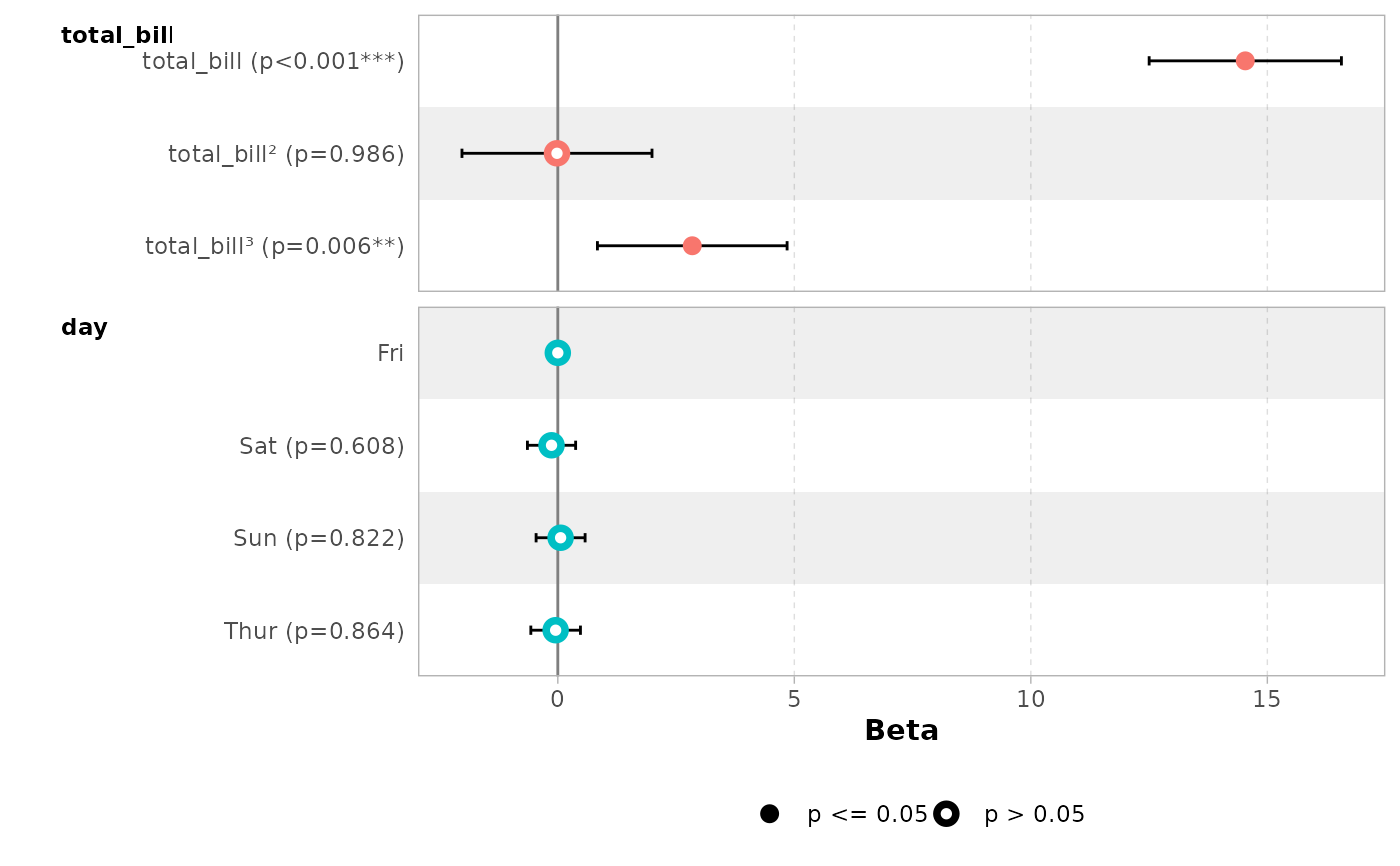 total_bill
total_bill (p<0.001***)
total_bill² (p=0.986)
total_bill³ (p=0.006**)
day
Fri
Sat (p=0.608)
Sun (p=0.822)
Thur (p=0.864)
0 5 10 15
Beta
p <= 0.05 p > 0.05